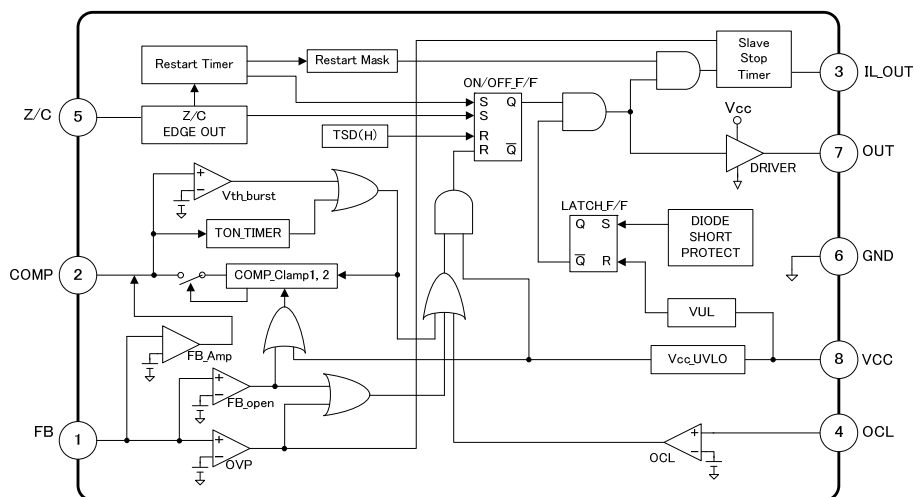 Restart Timer
Restart Mask
Slave
Stop
Timer
3
IL_OUT
ON/OFF_F/F
S Q
S
R
R Q̅
Z/C
5
Z/C
EDGE OUT
TSD(H)
Vcc
7
OUT
DRIVER
+
−
Vth_burst
TON_TIMER
LATCH_F/F
Q S
Q̅ R
DIODE
SHORT
PROTECT
COMP
2
COMP_Clamp1, 2
6
GND
VUL
+
−
FB_Amp
Vcc_UVLO
8
VCC
+
−
FB_open
FB
1
+
−
OVP
+
−
OCL
4
OCL